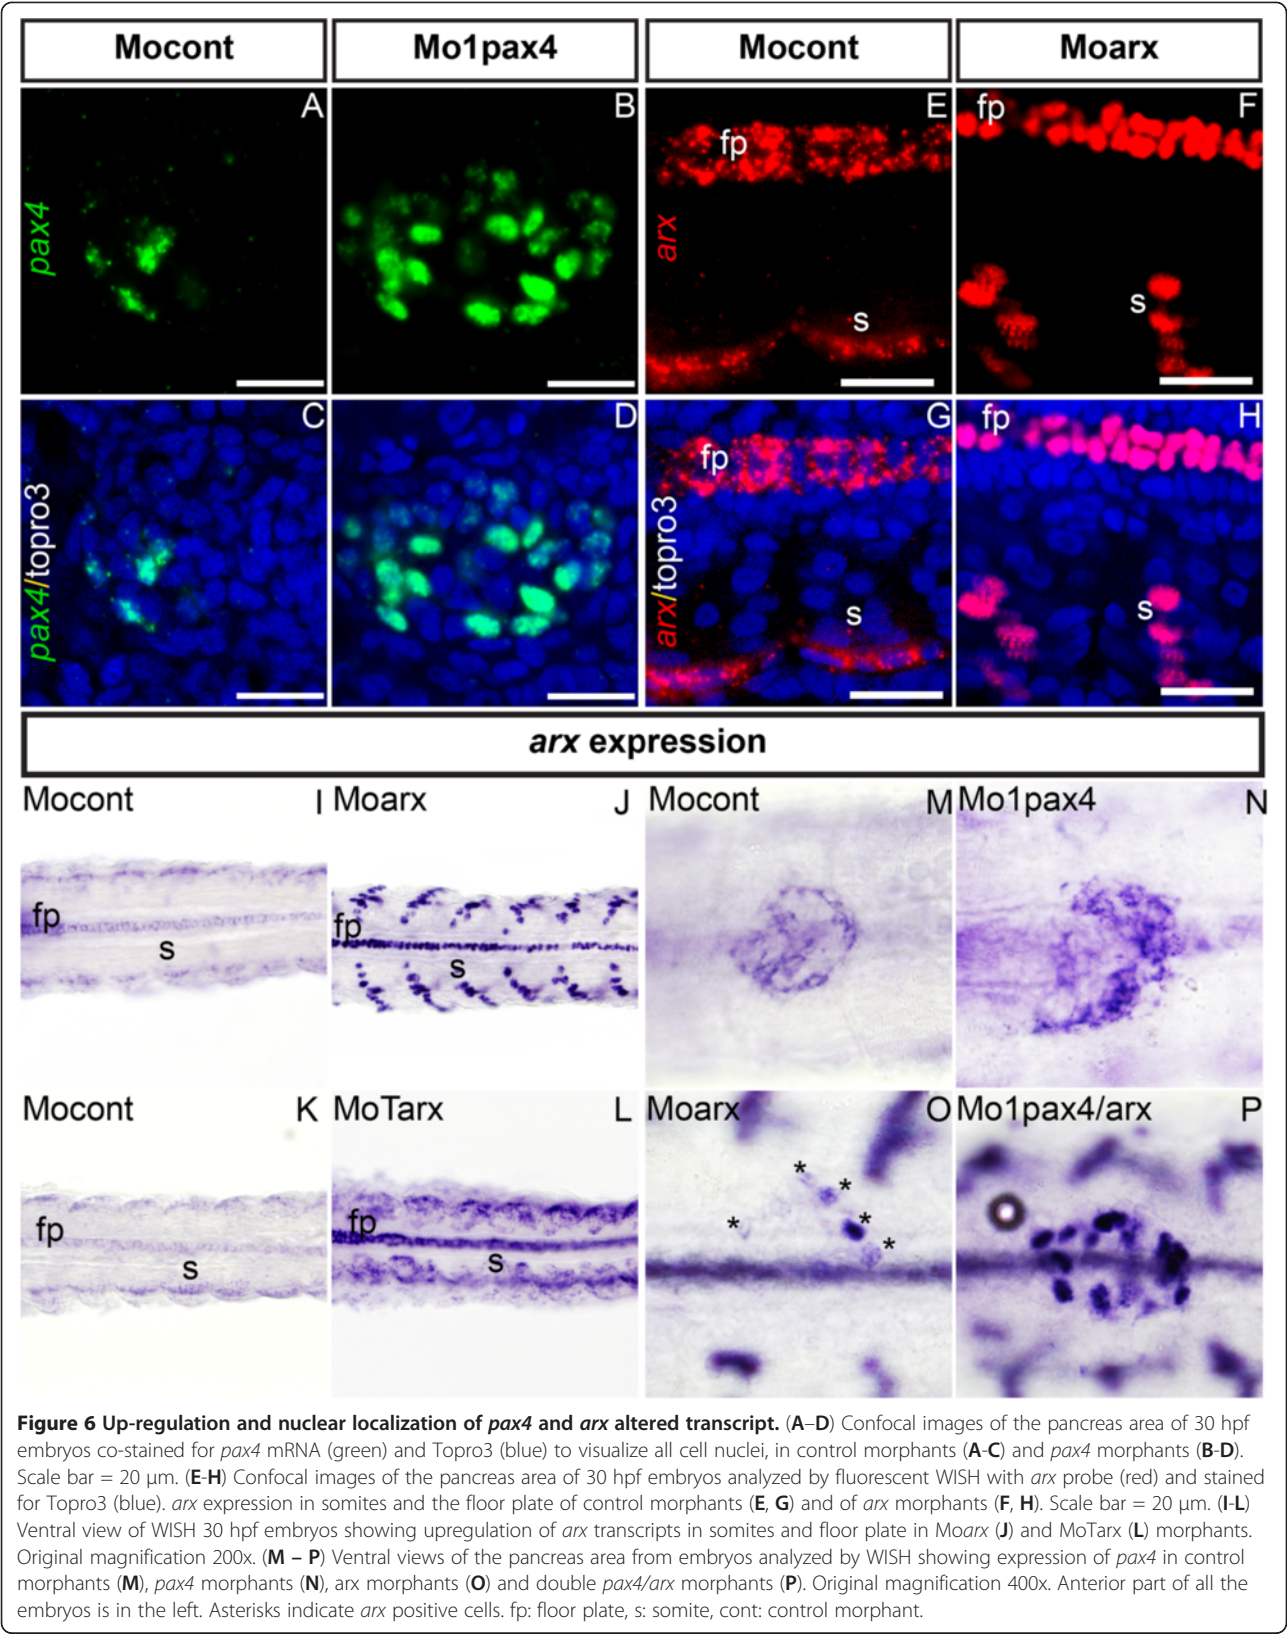 Mocont Mo1pax4 Mocont Moarx
A B E F
pax4 arx
fp fp
s s
C D G H
pax4/topro3 arx/topro3
fp fp
s s
arx expression
Mocont I Moarx J Mocont M Mo1pax4 N
fp fp
s s
Mocont K MoTarx L Moarx O Mo1pax4/arx P
fp fp
s s
* * * * *
Figure 6 Up-regulation and nuclear localization of pax4 and arx altered transcript. (A–D) Confocal images of the pancreas area of 30 hpf
embryos co-stained for pax4 mRNA (green) and Topro3 (blue) to visualize all cell nuclei, in control morphants (A-C) and pax4 morphants (B-D).
Scale bar = 20 μm. (E-H) Confocal images of the pancreas area of 30 hpf embryos analyzed by fluorescent WISH with arx probe (red) and stained
for Topro3 (blue). arx expression in somites and the floor plate of control morphants (E, G) and of arx morphants (F, H). Scale bar = 20 μm. (I-L)
Ventral view of WISH 30 hpf embryos showing upregulation of arx transcripts in somites and floor plate in Moarx (J) and MoTarx (L) morphants.
Original magnification 200x. (M – P) Ventral views of the pancreas area from embryos analyzed by WISH showing expression of pax4 in control
morphants (M), pax4 morphants (N), arx morphants (O) and double pax4/arx morphants (P). Original magnification 400x. Anterior part of all the
embryos is in the left. Asterisks indicate arx positive cells. fp: floor plate, s: somite, cont: control morphant.